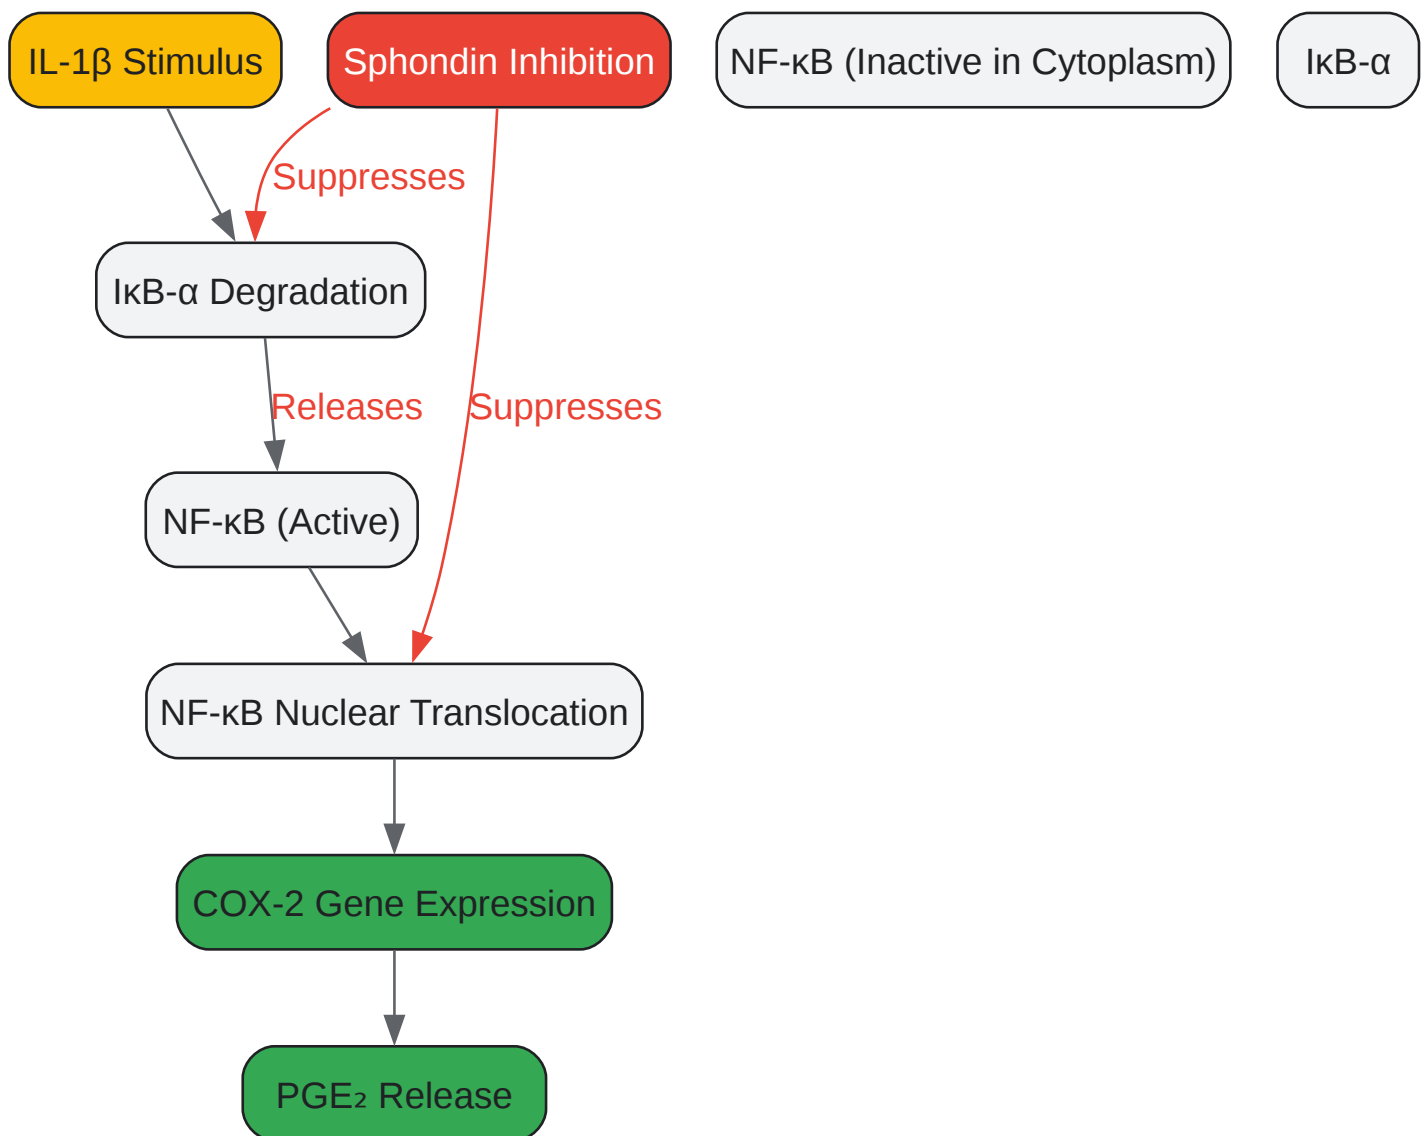 IL-1β Stimulus
Sphondin Inhibition
NF-κB (Inactive in Cytoplasm)
IκB-α
Suppresses
IκB-α Degradation
Releases
Suppresses
NF-κB (Active)
NF-κB Nuclear Translocation
COX-2 Gene Expression
PGE₂ Release